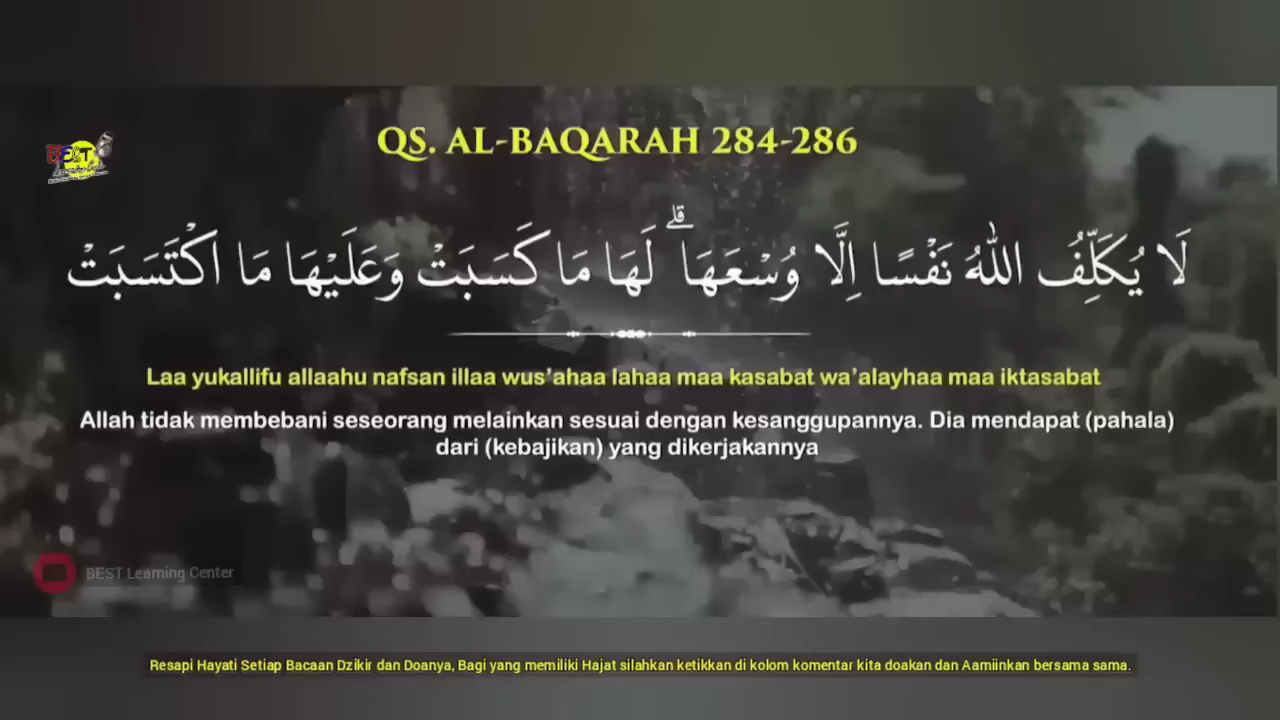 BEST
QS. AL-BAQARAH 284-286
لَا يُكَلِّفُ اللّٰهُ نَفْسًا اِلَّا وُسْعَهَا ۗ لَهَا مَا كَسَبَتْ وَعَلَيْهَا مَا اكْتَسَبَتْ
Laa yukallifu allaahu nafsan illaa wus’ahaa lahaa maa kasabat wa’alayhaa maa iktasabat
Allah tidak membebani seseorang melainkan sesuai dengan kesanggupannya. Dia mendapat (pahala)
dari (kebajikan) yang dikerjakannya
BEST Learning Center
Resapi Hayati Setiap Bacaan Dzikir dan Doanya, Bagi yang memiliki Hajat silahkan ketikkan di kolom komentar kita doakan dan Aamiinkan bersama sama.